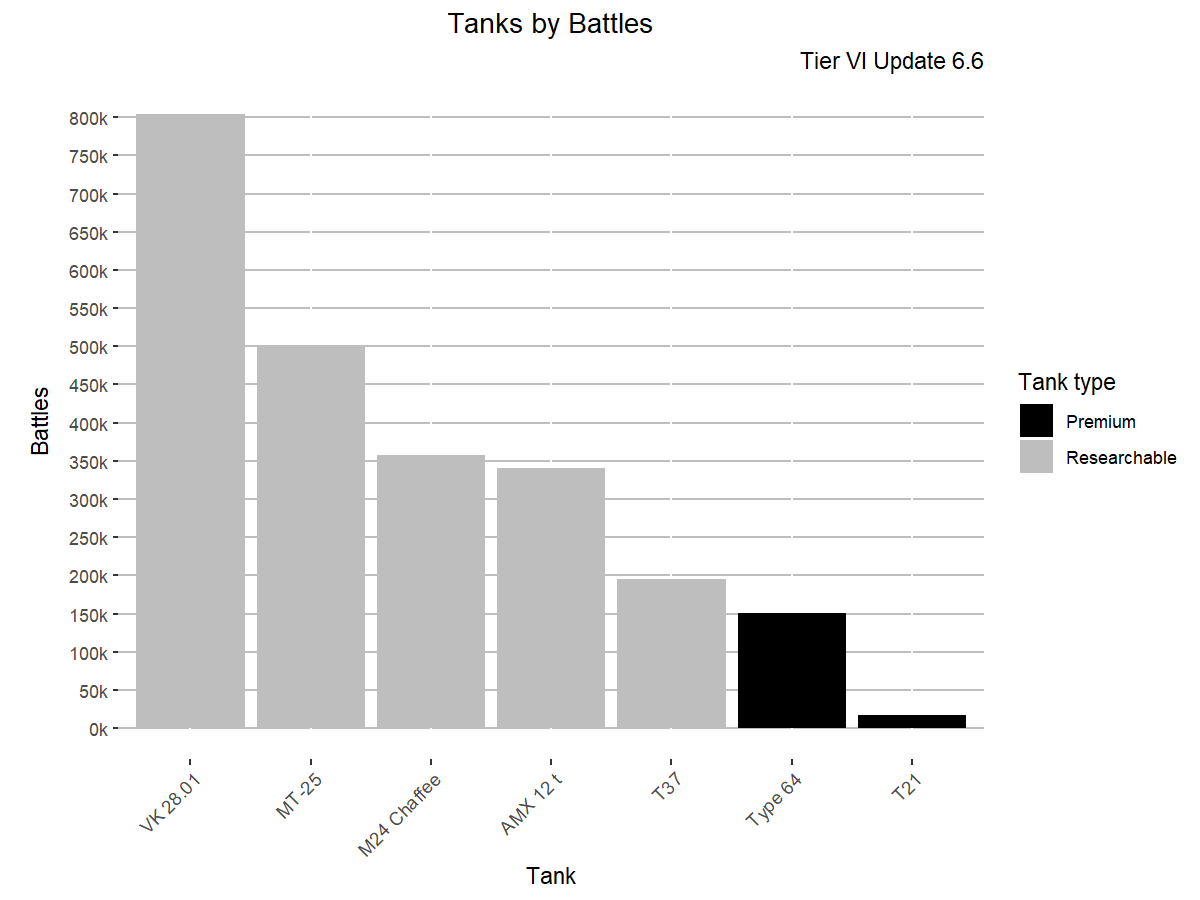 Tanks by Battles
Tier VI Update 6.6
800k
750k
700k
650k
600k
550k
500k
450k
400k
350k
300k
250k
200k
150k
100k
50k
0k
Battles
VK 28.01
MT-25
M24 Chaffee
AMX 12 t
T37
Type 64
T21
Tank
Tank type
Premium
Researchable